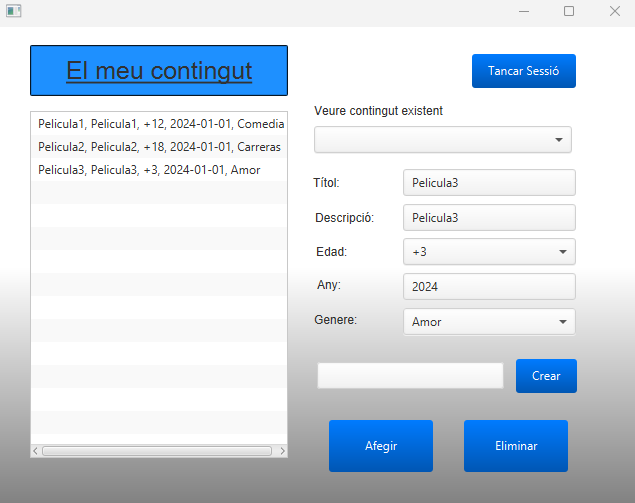 El meu contingut
Tancar Sessió
Pelicula1, Pelicula1, +12, 2024-01-01, Comedia
Pelicula2, Pelicula2, +18, 2024-01-01, Carreras
Pelicula3, Pelicula3, +3, 2024-01-01, Amor
Veure contingut existent
Títol:
Pelicula3
Descripció:
Pelicula3
Edad:
+3
Any:
2024
Genere:
Amor
Crear
Afegir
Eliminar